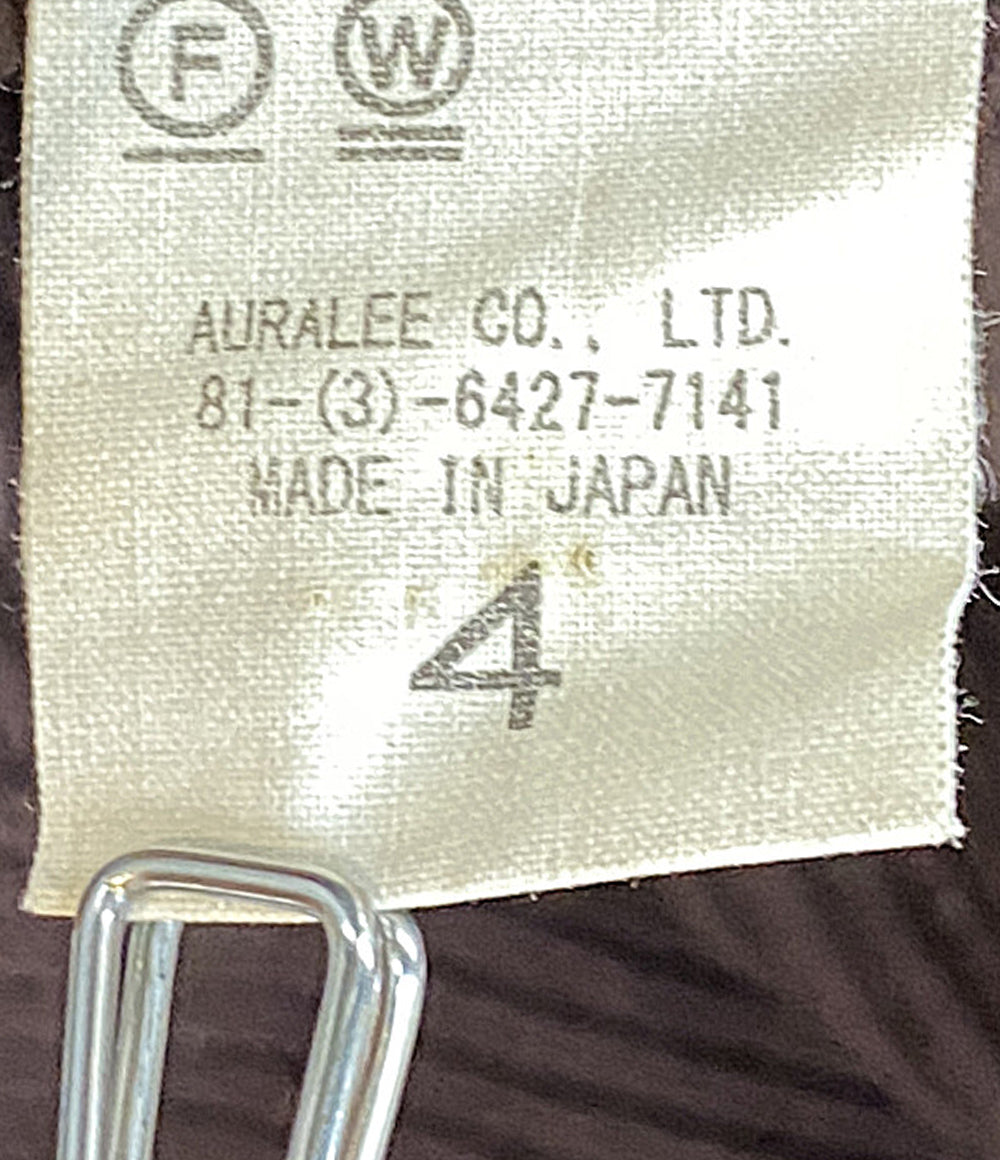 F W
AURALEE CO., LTD.
81-(3)-6427-7141
MADE IN JAPAN
4